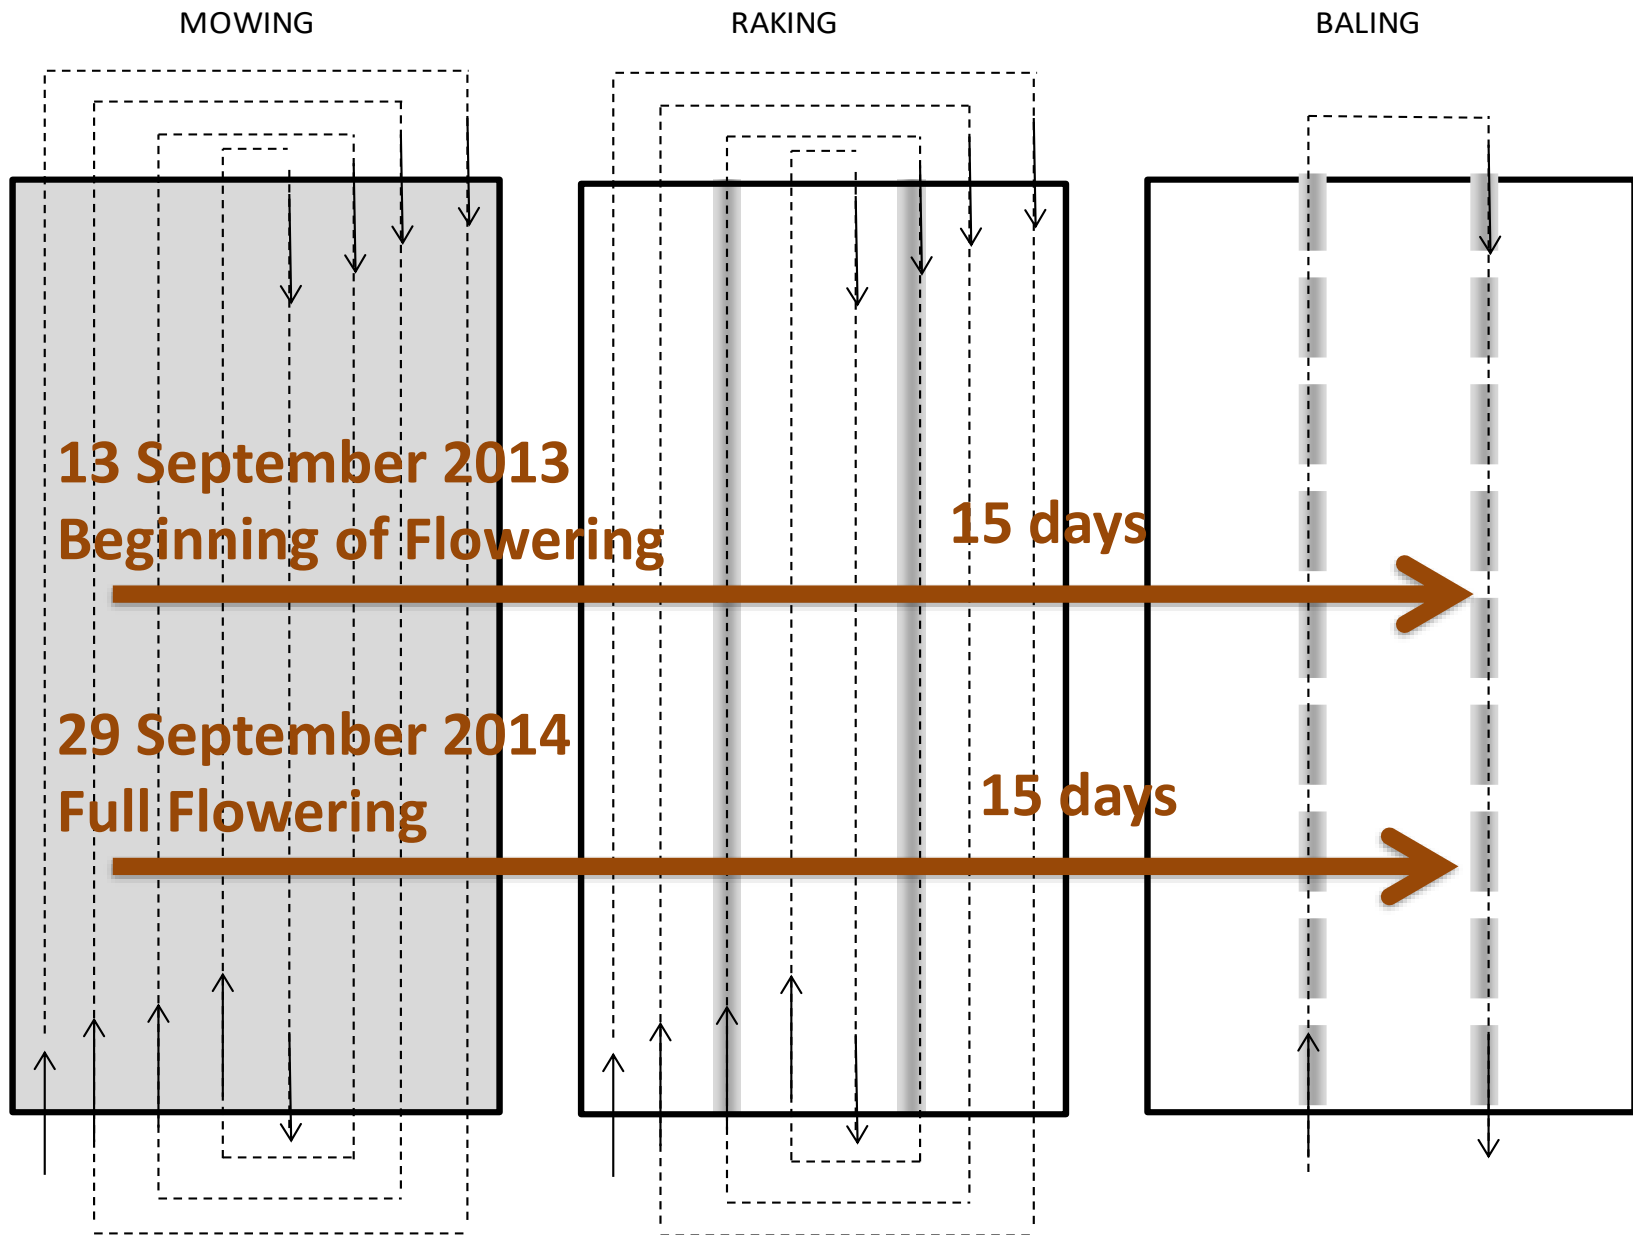 MOWING
RAKING
BALING
13 September 2013
Beginning of Flowering
15 days
29 September 2014
Full Flowering
15 days